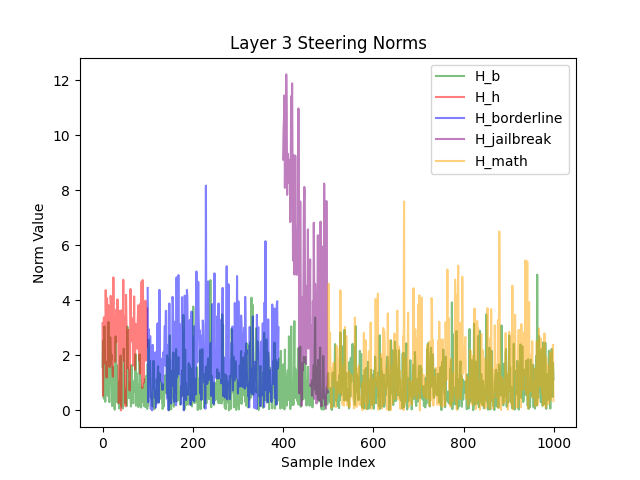 Layer 3 Steering Norms
H_b
H_h
H_borderline
H_jailbreak
H_math
Norm Value
12
10
8
6
4
2
0
0 200 400 600 800 1000
Sample Index